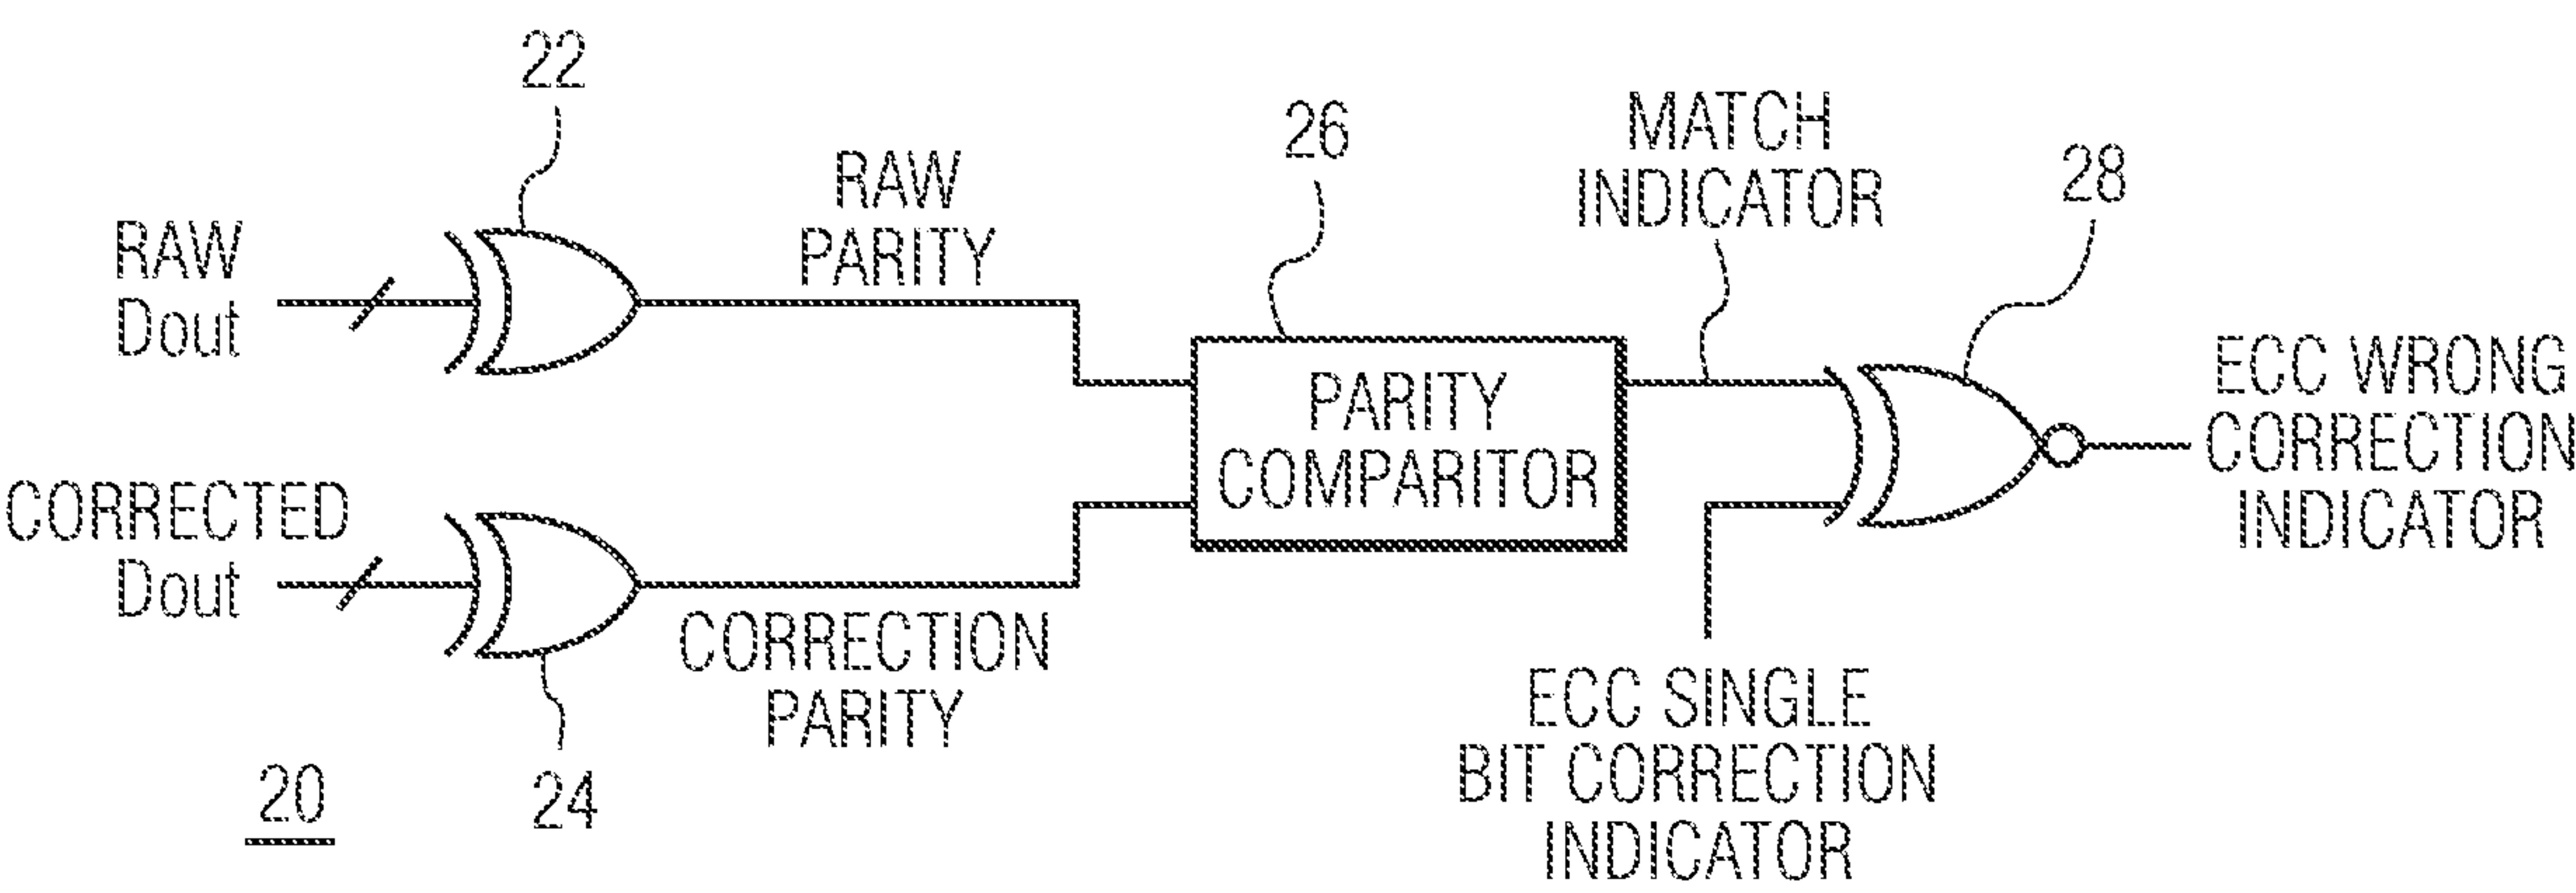 22
RAW
Dout
RAW
PARITY
26
MATCH
INDICATOR
28
PARITY
COMPARITOR
ECC WRONG
CORRECTION
INDICATOR
CORRECTED
Dout
CORRECTION
PARITY
24
20
ECC SINGLE
BIT CORRECTION
INDICATOR